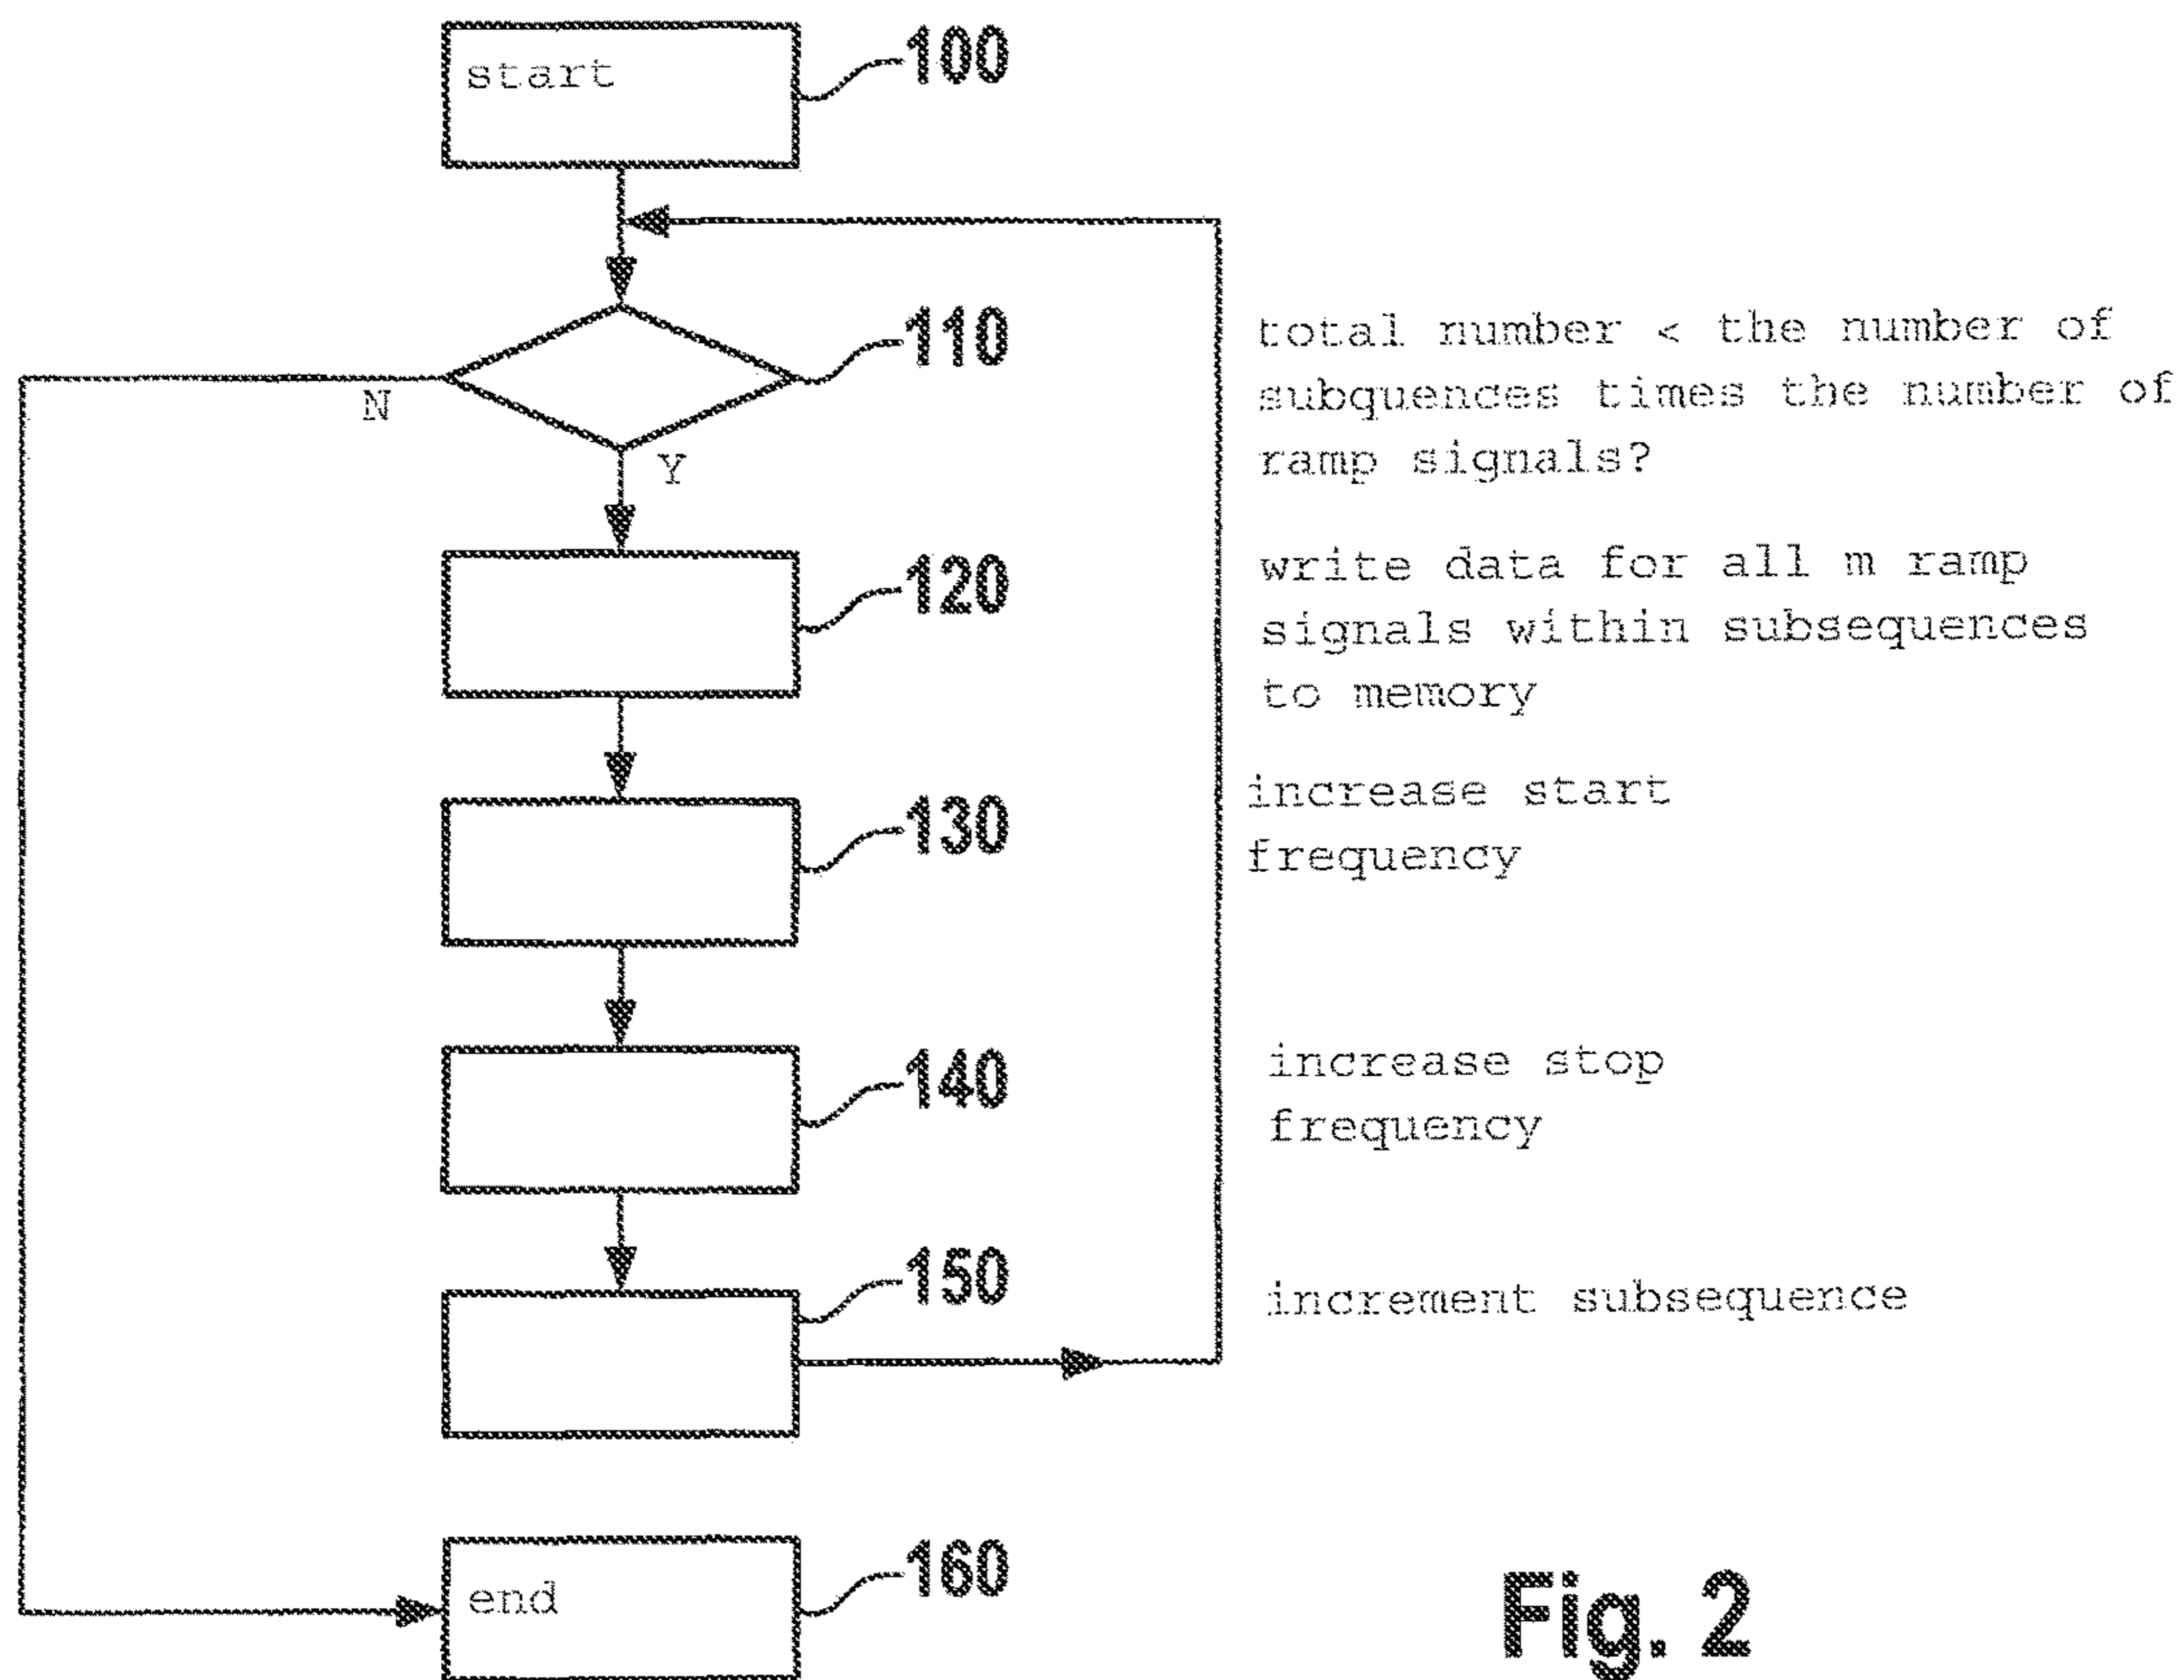 start
100
110
total number < the number of
subquences times the number of
ramp signals?
N
Y
120
write data for all m ramp
signals within subsequences
to memory
130
increase start
frequency
140
increase stop
frequency
150
increment subsequence
end
160
Fig. 2